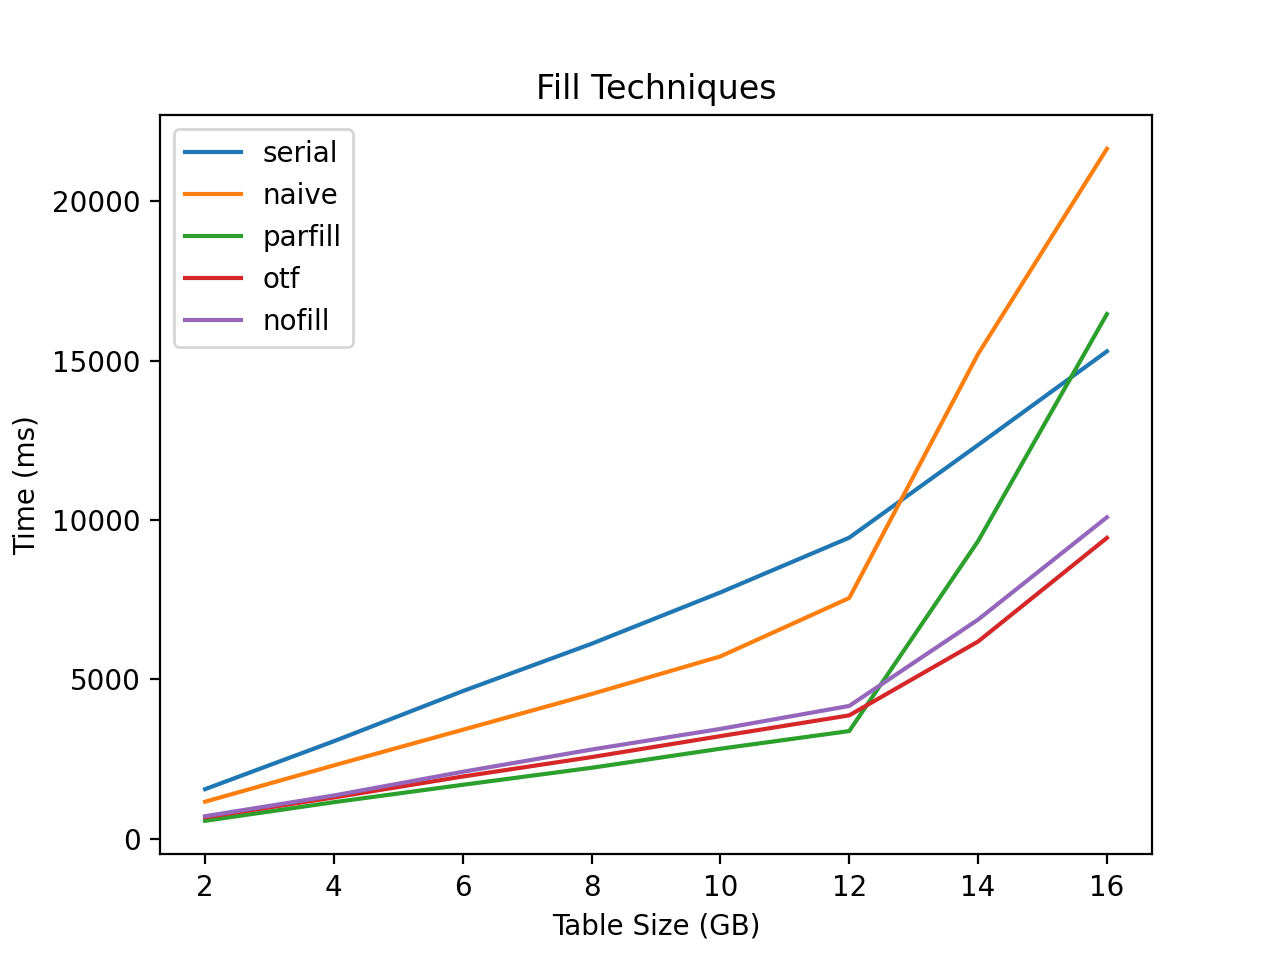 Fill Techniques
serial
naive
parfill
otf
nofill
20000
15000
10000
5000
0
Time (ms)
2 4 6 8 10 12 14 16
Table Size (GB)